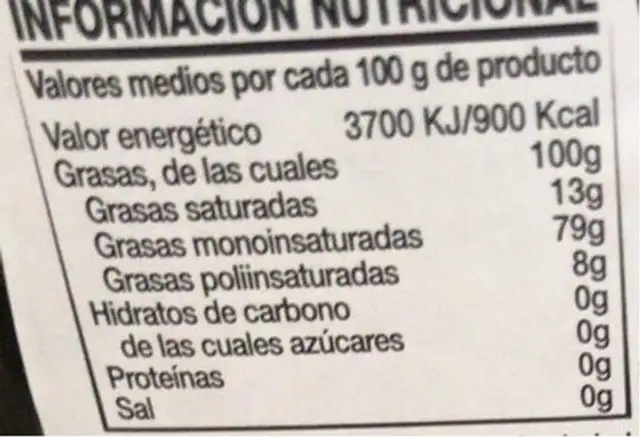 INFORMACIÓN NUTRICIONAL
Valores medios por cada 100 g de producto
Valor energético 3700 KJ/900 Kcal
Grasas, de las cuales 100g
Grasas saturadas 13g
Grasas monoinsaturadas 79g
Grasas poliinsaturadas 8g
Hidratos de carbono 0g
de las cuales azúcares 0g
Proteínas 0g
Sal 0g